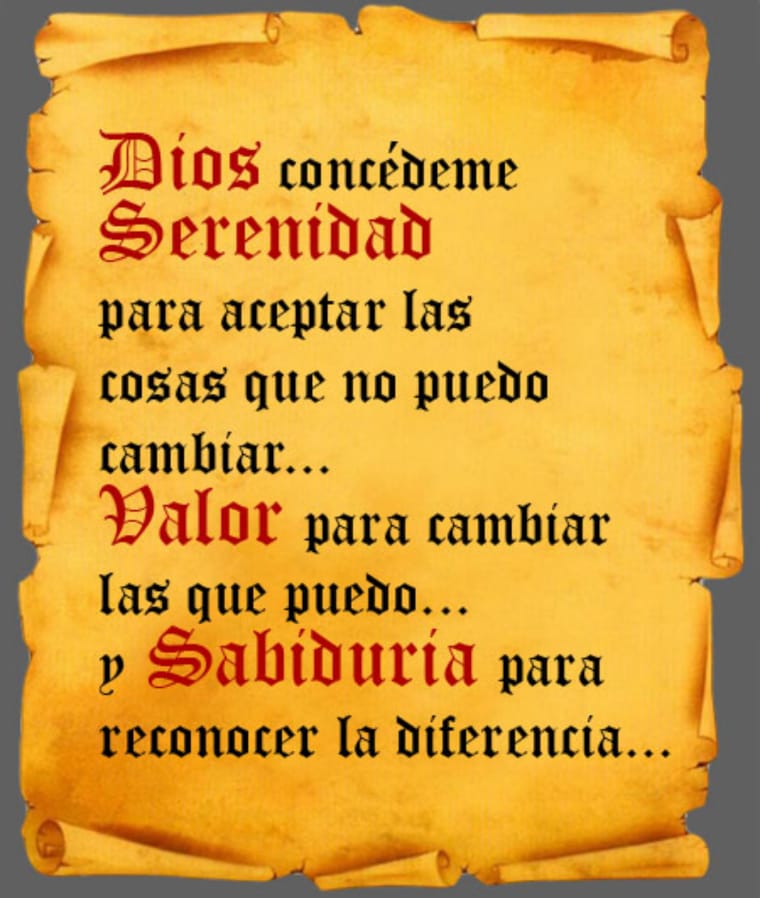 Dios concédeme
Serenidad
para aceptar las
cosas que no puedo
cambiar...
Valor para cambiar
las que puedo...
y Sabiduria para
reconocer la diferencia...